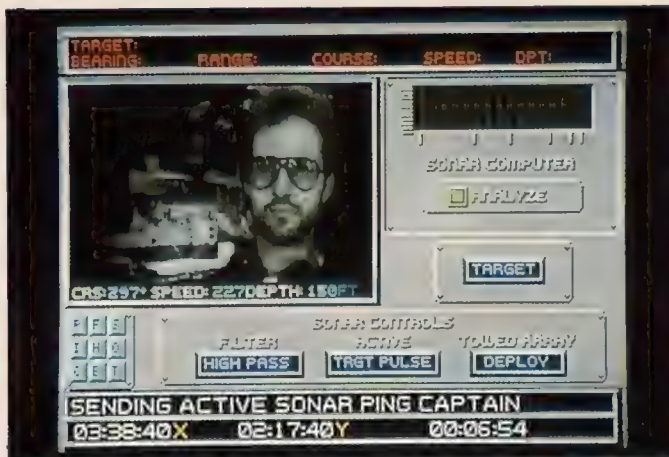 TARGET:
BEARING: RANGE: COURSE: SPEED: DPT:
SONAR COMPUTER
ANALYZE
TARGET
CRS:297° SPEED: 227DEPTH: 150FT
SONAR CONTROLS
FILTER ACTIVE TOWED ARRAY
HIGH PASS TRGT PULSE DEPLOY
SENDING ACTIVE SONAR PING CAPTAIN
03:38:40X 02:17:40Y 00:06:54